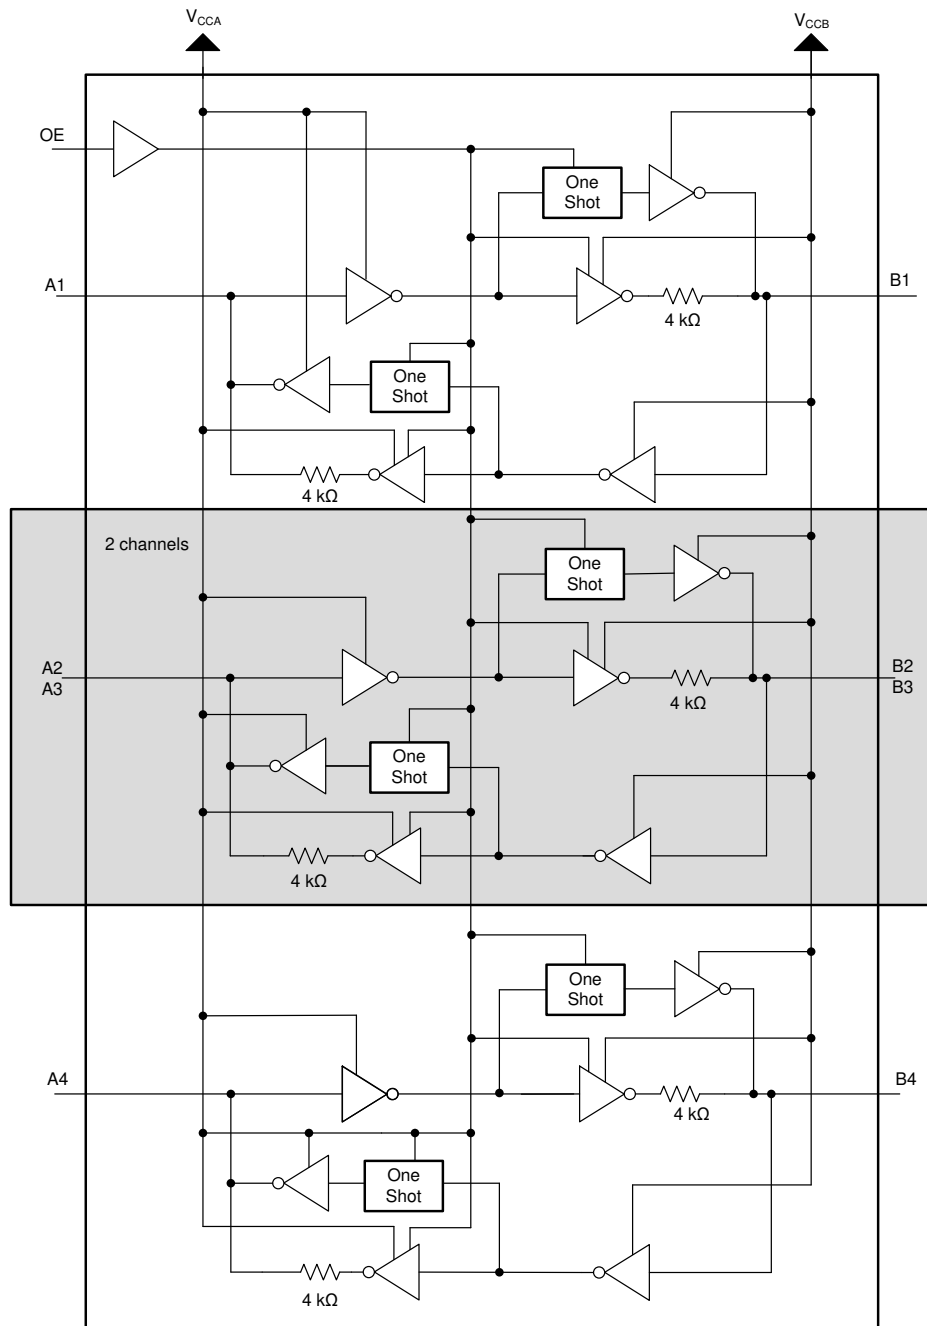 VCCA
VCCB
OE
One
Shot
A1
B1
4 kΩ
One
Shot
4 kΩ
2 channels
One
Shot
A2
A3
B2
B3
4 kΩ
One
Shot
4 kΩ
One
Shot
A4
B4
4 kΩ
One
Shot
4 kΩ